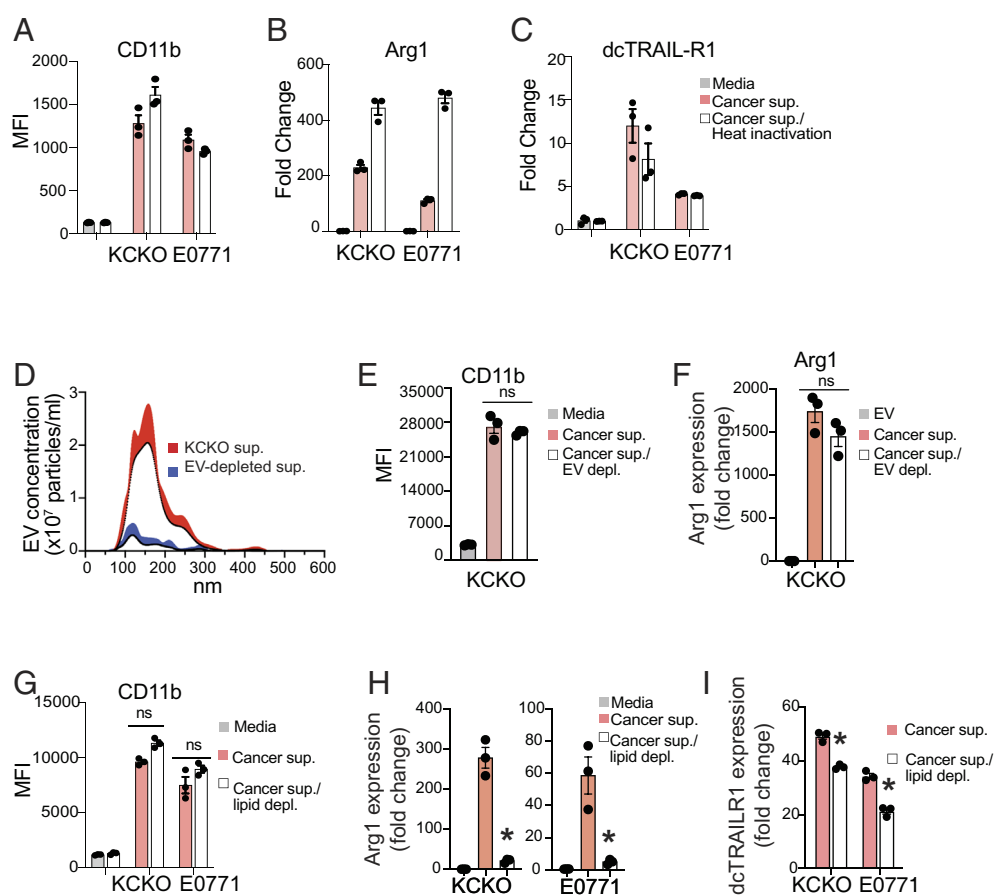 A
CD11b
MFI
2000
1500
1000
500
0
KCKO E0771
B
Arg1
Fold Change
600
400
200
0
KCKO E0771
C
dcTRAIL-R1
Fold Change
20
15
10
5
0
KCKO E0771
Media
Cancer sup.
Cancer sup./
Heat inactivation
D
EV concentration
(x10⁷ particles/ml)
3
2
1
0
0 100 200 300 400 500 600
nm
KCKO sup.
EV-depleted sup.
E
CD11b
ns
MFI
35000
28000
21000
14000
7000
0
KCKO
Media
Cancer sup.
Cancer sup./
EV depl.
F
Arg1
ns
Arg1 expression
(fold change)
2000
1500
1000
500
0
KCKO
EV
Cancer sup.
Cancer sup./
EV depl.
G
CD11b
MFI
15000
10000
5000
0
ns
ns
KCKO E0771
Media
Cancer sup.
Cancer sup./
lipid depl.
H
Arg1 expression
(fold change)
400
300
200
100
0
*
KCKO
100
80
60
40
20
0
*
E0771
Media
Cancer sup.
Cancer sup./
lipid depl.
I
dcTRAILR1 expression
(fold change)
60
40
20
0
*
*
KCKO E0771
Cancer sup.
Cancer sup./
lipid depl.